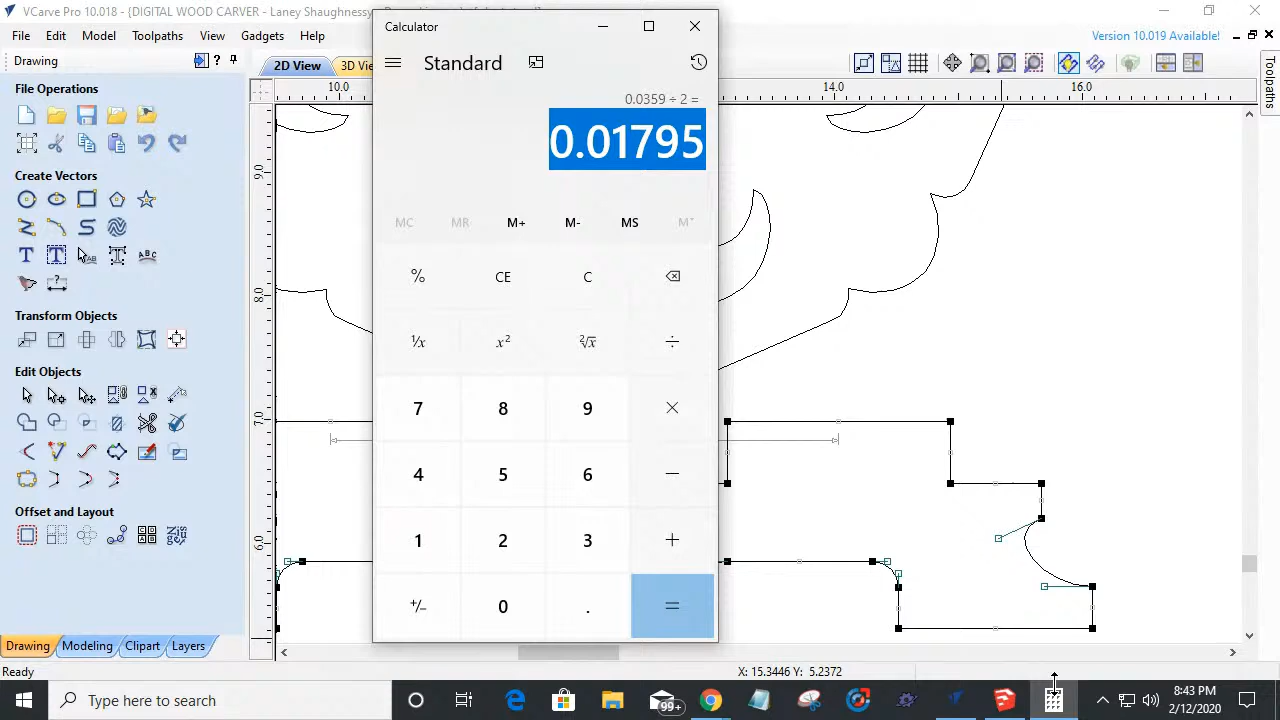 VCarve Pro 10.018 - {DIGITAL WOOD CARVER - Laney Shaughnessy
File Edit Model Toolpaths View Gadgets Help
Version 10.019 Available!
Drawing
2D View
3D Vie
File Operations
Create Vectors
Transform Objects
Edit Objects
Offset and Layout
Drawing Modeling Clipart Layers
Ready
10.0
14.0
16.0
9.0
8.0
7.0
6.0
Calculator
Standard
0.0359 ÷ 2 =
0.01795
MC MR M+ M- MS M˅
% CE C
¹/x x² ²√x ÷
7 8 9 ×
4 5 6 −
1 2 3 +
+/− 0 . =
Toolpaths
X: 15.3446 Y: 5.2372
Type here to search
99+
8:43 PM
2/12/2020